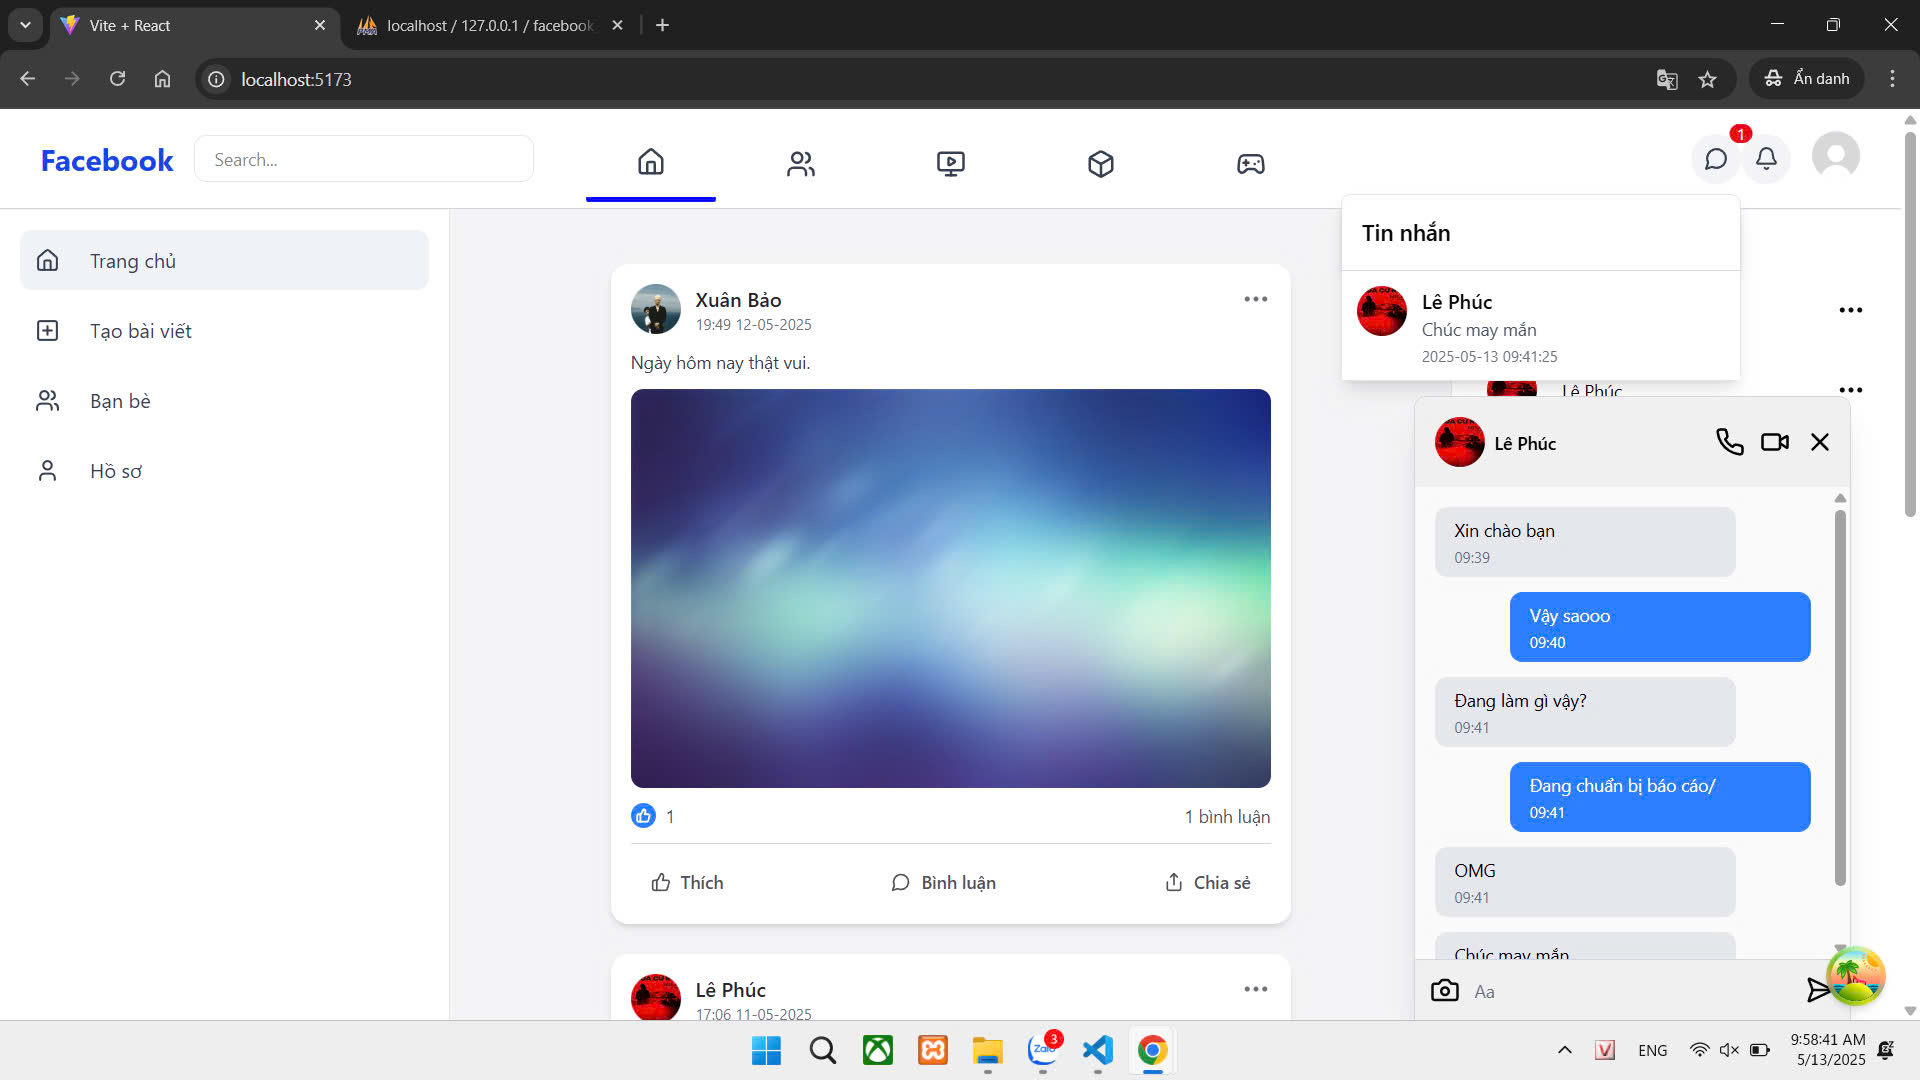 Vite + React
localhost / 127.0.0.1 / facebook
localhost:5173
Ẩn danh
Facebook
Search...
1
Trang chủ
Tạo bài viết
Bạn bè
Hồ sơ
Xuân Bảo
19:49 12-05-2025
Ngày hôm nay thật vui.
1
1 bình luận
Thích
Bình luận
Chia sẻ
Lê Phúc
17:06 11-05-2025
Tin nhắn
Lê Phúc
Chúc may mắn
2025-05-13 09:41:25
Lê Phúc
Lê Phúc
Xin chào bạn
09:39
Vậy saooo
09:40
Đang làm gì vậy?
09:41
Đang chuẩn bị báo cáo/
09:41
OMG
09:41
Chúc may mắn
Aa
Zalo
3
V
ENG
9:58:41 AM
5/13/2025